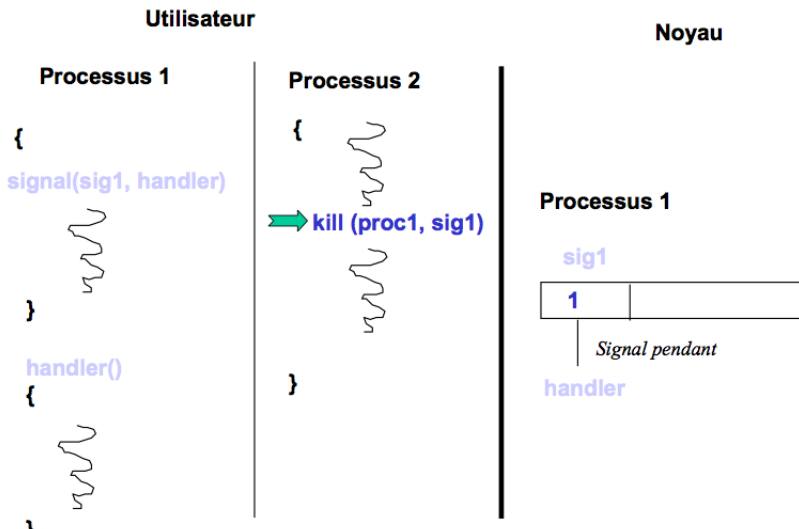 Utilisateur
Noyau
Processus 1
{
signal(sig1, handler)
}
handler()
{
}
Processus 2
{
kill (proc1, sig1)
}
Processus 1
sig1
1
Signal pendant
handler